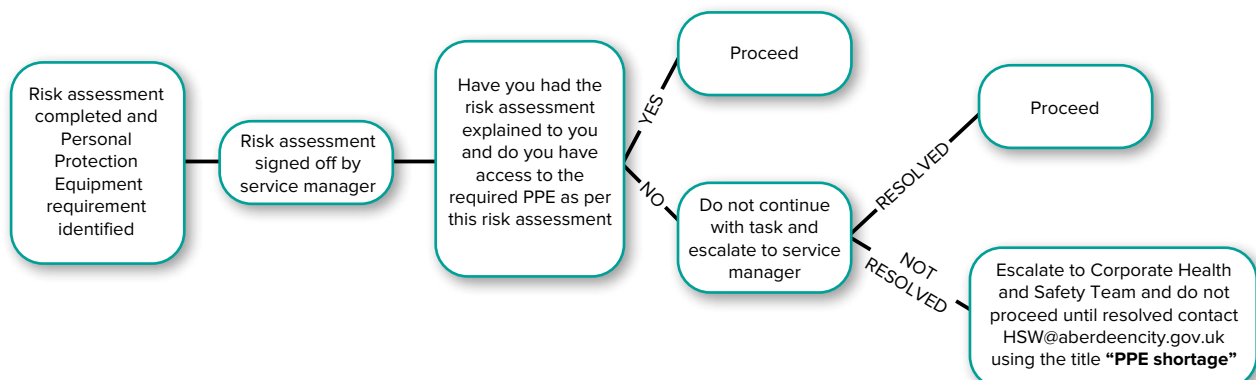 Risk assessment
completed and
Personal
Protection
Equipment
requirement
identified
Risk assessment
signed off by
service manager
Have you had the
risk assessment
explained to you
and do you have
access to the
required PPE as per
this risk assessment
YES
Proceed
NO
Do not continue
with task and
escalate to service
manager
RESOLVED
Proceed
NOT
RESOLVED
Escalate to Corporate Health
and Safety Team and do not
proceed until resolved contact
HSW@aberdeencity.gov.uk
using the title “PPE shortage”